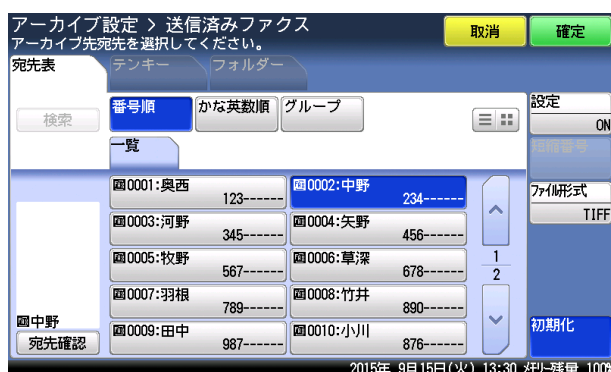 アーカイブ設定 > 送信済みファクス
アーカイブ先宛先を選択してください。
取消
確定
宛先表
テンキー
フォルダー
検索
番号順
かな英数順
グループ
一覧
設定
ON
短縮番号
ファイル形式
TIFF
初期化
0001:奥西
123------
0002:中野
234------
0003:河野
345------
0004:矢野
456------
0005:牧野
567------
0006:草深
678------
0007:羽根
789------
0008:竹井
890------
0009:田中
987------
0010:小川
876------
1
2
中野
宛先確認
2015年 9月15日(火) 13:30 メモリー残量 100%